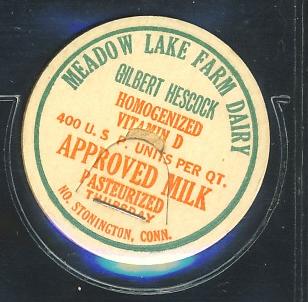 MEADOW LAKE FARM DAIRY
GILBERT HESCOCK
HOMOGENIZED
VITAMIN D
400 U.S.P. UNITS PER QT.
APPROVED MILK
PASTEURIZED
THURSDAY
NO. STONINGTON, CONN.